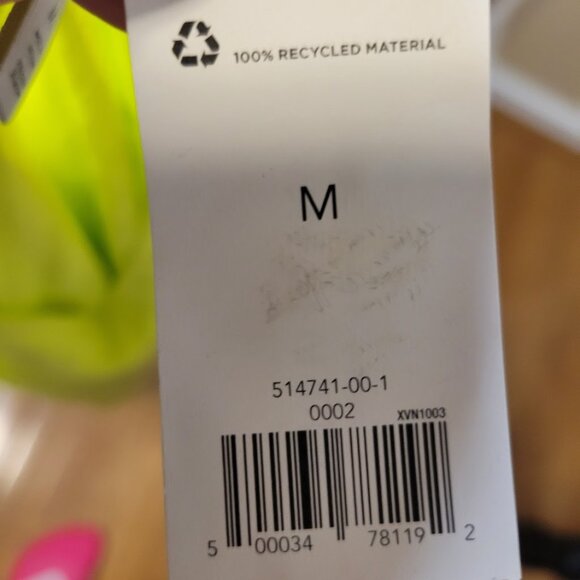 100% RECYCLED MATERIAL
M
514741-00-1
0002
XVN1003
5 00034 78119 2